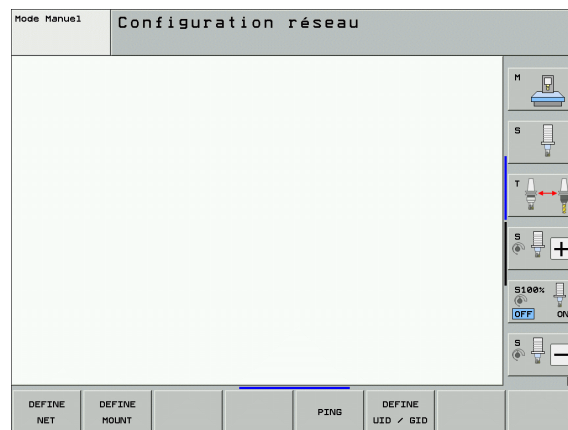 Mode Manuel
Configuration réseau
M
S
T
S
S100%
OFF ON
S
DEFINE NET
DEFINE MOUNT
PING
DEFINE UID / GID